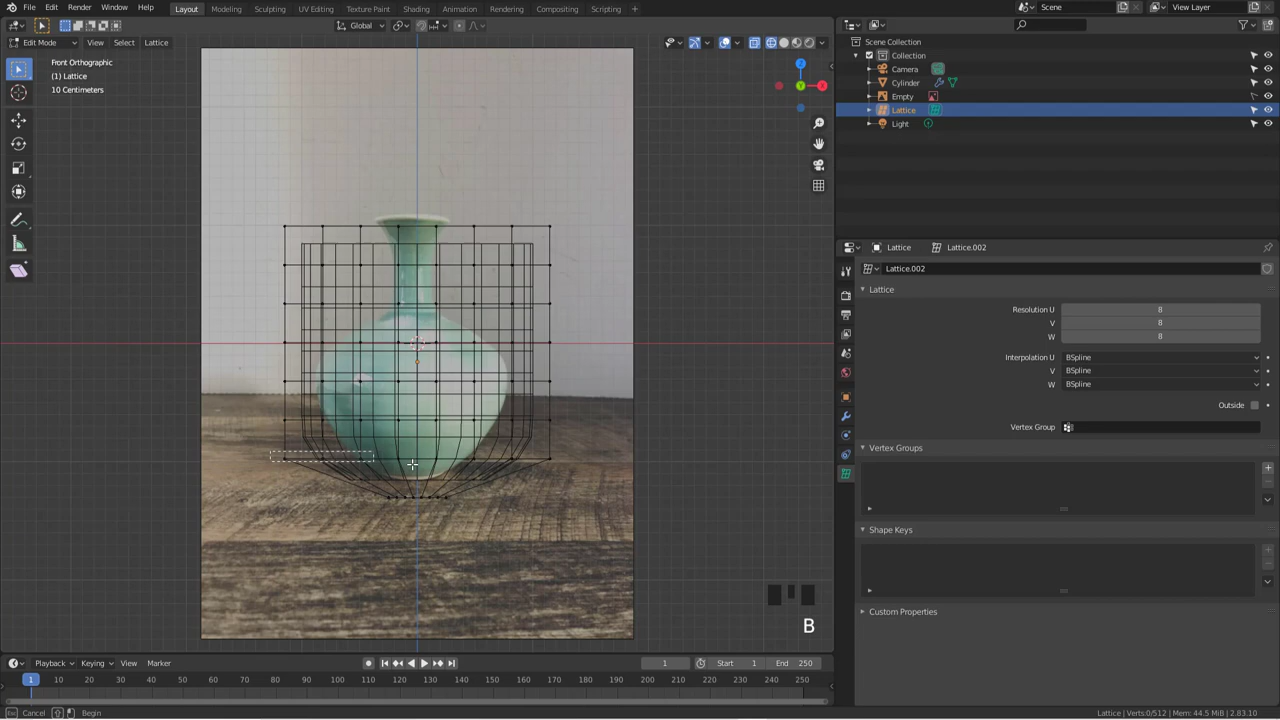 File Edit Render Window Help Layout Modeling Sculpting UV Editing Texture Paint Shading Animation Rendering Compositing Scripting + Scene View Layer
Global
Edit Mode View Select Lattice
Front Orthographic
(1) Lattice
10 Centimeters
Z
Y X
Scene Collection
Collection
Camera
Cylinder
Empty
Lattice
Light
Lattice Lattice.002
Lattice.002
Lattice
Resolution U 8
V 8
W 8
Interpolation U BSpline
V BSpline
W BSpline
Outside
Vertex Group
Vertex Groups
Shape Keys
Custom Properties
B
Playback Keying View Marker 1 Start 1 End 250
1 10 20 30 40 50 60 70 80 90 100 110 120 130 140 150 160 170 180 190 200 210 220 230 240 250
Cancel Begin Lattice | Verts:0/512 | Mem: 44.5 MiB | 2.83.10